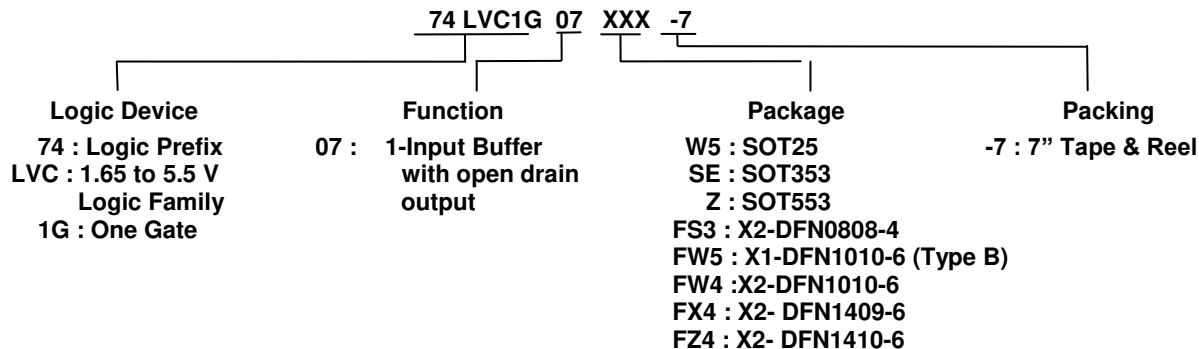 74 LVC1G 07 XXX -7
Logic Device
74 : Logic Prefix
LVC : 1.65 to 5.5 V
Logic Family
1G : One Gate
Function
07 : 1-Input Buffer
with open drain
output
Package
W5 : SOT25
SE : SOT353
Z : SOT553
FS3 : X2-DFN0808-4
FW5 : X1-DFN1010-6 (Type B)
FW4 :X2-DFN1010-6
FX4 : X2- DFN1409-6
FZ4 : X2- DFN1410-6
Packing
-7 : 7” Tape & Reel